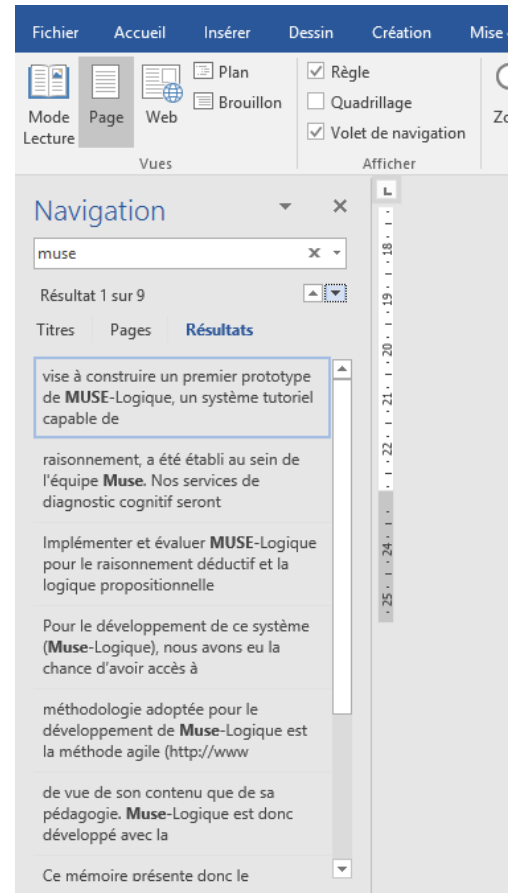 Fichier Accueil Insérer Dessin Création Mise
Mode Lecture
Page
Web
Plan
Brouillon
Vues
Règle
Quadrillage
Volet de navigation
Afficher
Navigation
muse
Résultat 1 sur 9
Titres Pages Résultats
vise à construire un premier prototype
de MUSE-Logique, un système tutoriel
capable de
raisonnement, a été établi au sein de
l'équipe Muse. Nos services de
diagnostic cognitif seront
Implémenter et évaluer MUSE-Logique
pour le raisonnement déductif et la
logique propositionnelle
Pour le développement de ce système
(Muse-Logique), nous avons eu la
chance d'avoir accès à
méthodologie adoptée pour le
développement de Muse-Logique est
la méthode agile (http://www
de vue de son contenu que de sa
pédagogie. Muse-Logique est donc
développé avec la
Ce mémoire présente donc le
L
18
19
20
21
22
24
25